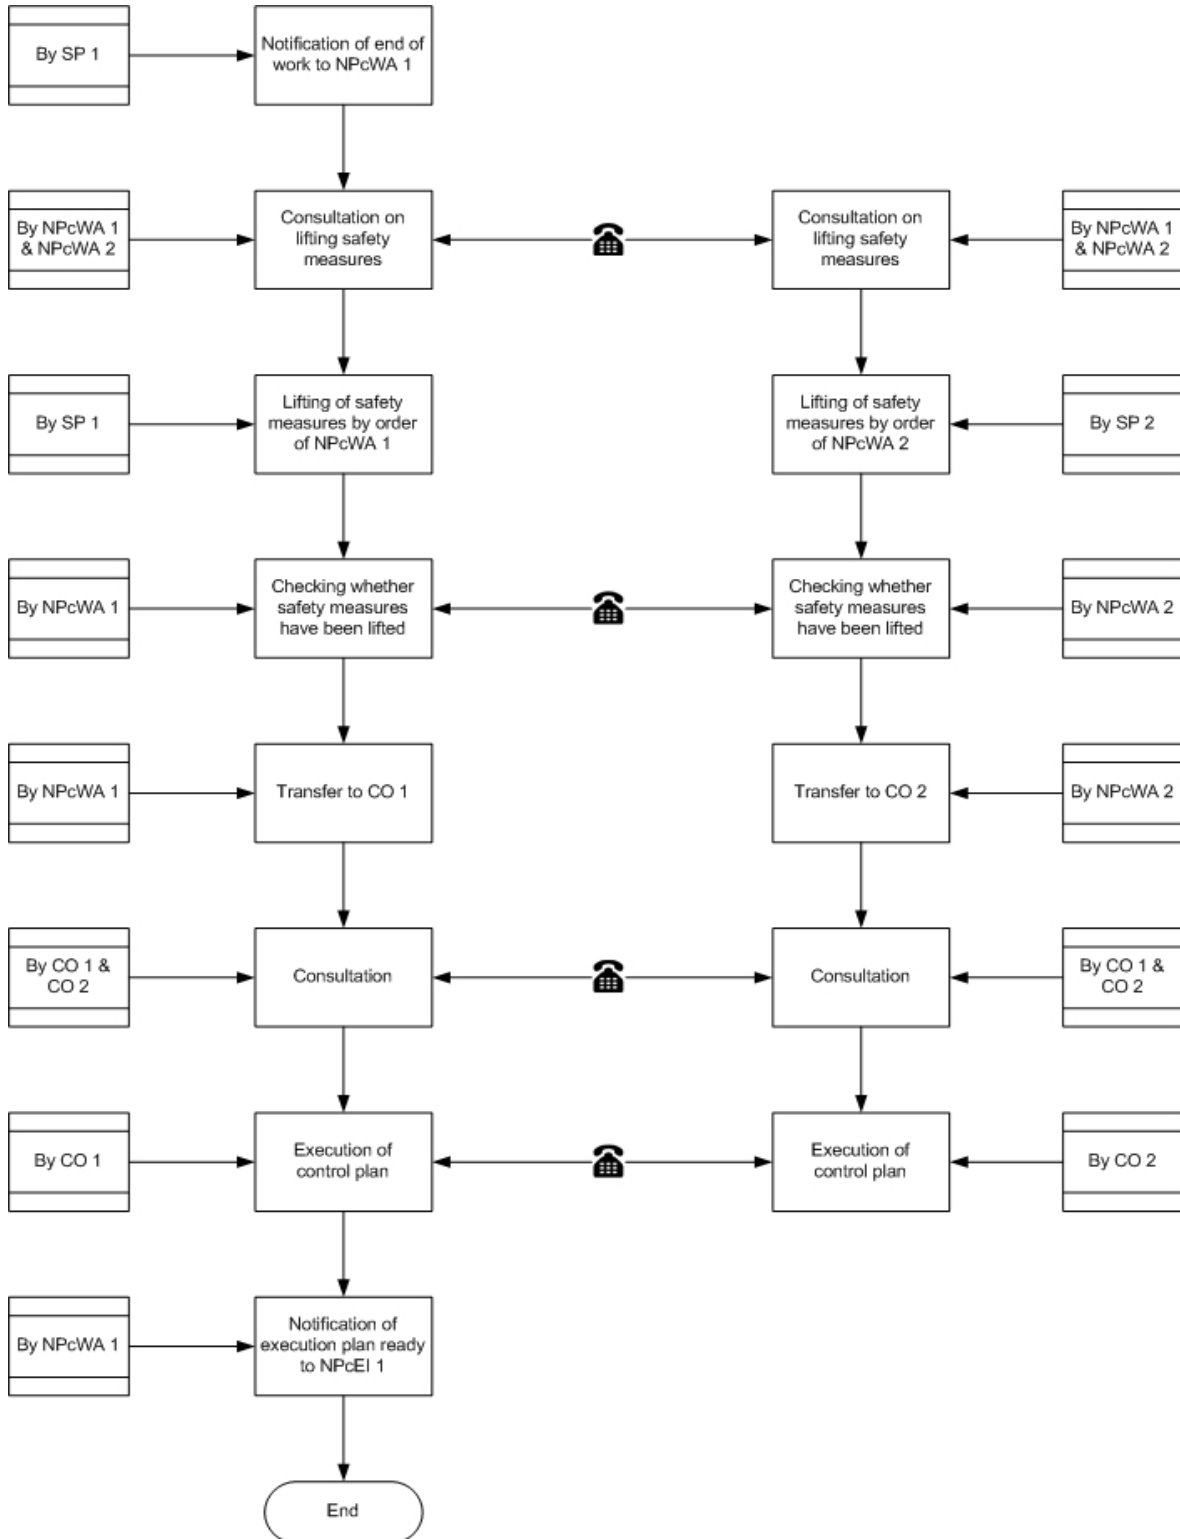 By SP 1
Notification of end of
work to NPcWA 1
By NPcWA 1
& NPcWA 2
Consultation on
lifting safety
measures
Consultation on
lifting safety
measures
By NPcWA 1
& NPcWA 2
By SP 1
Lifting of safety
measures by order
of NPcWA 1
Lifting of safety
measures by order
of NPcWA 2
By SP 2
By NPcWA 1
Checking whether
safety measures
have been lifted
Checking whether
safety measures
have been lifted
By NPcWA 2
By NPcWA 1
Transfer to CO 1
Transfer to CO 2
By NPcWA 2
By CO 1 &
CO 2
Consultation
Consultation
By CO 1 &
CO 2
By CO 1
Execution of
control plan
Execution of
control plan
By CO 2
By NPcWA 1
Notification of
execution plan ready
to NPcEI 1
End